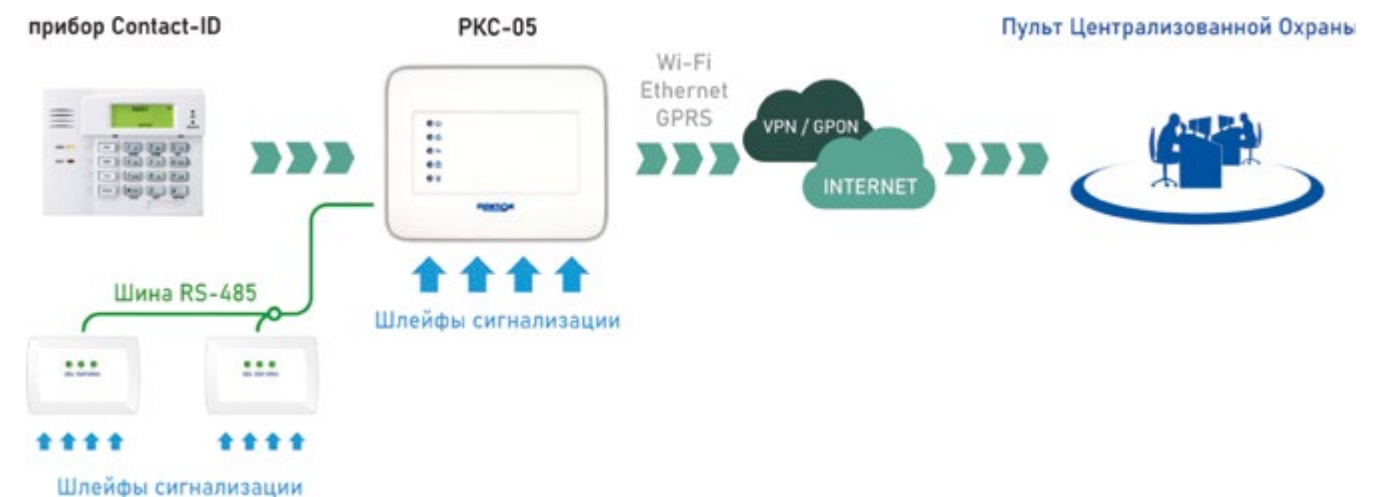 прибор Contact-ID
РКС-05
Пульт Централизованной Охраны
Wi-Fi
Ethernet
GPRS
VPN / GPON
INTERNET
Шина RS-485
Шлейфы сигнализации
Шлейфы сигнализации